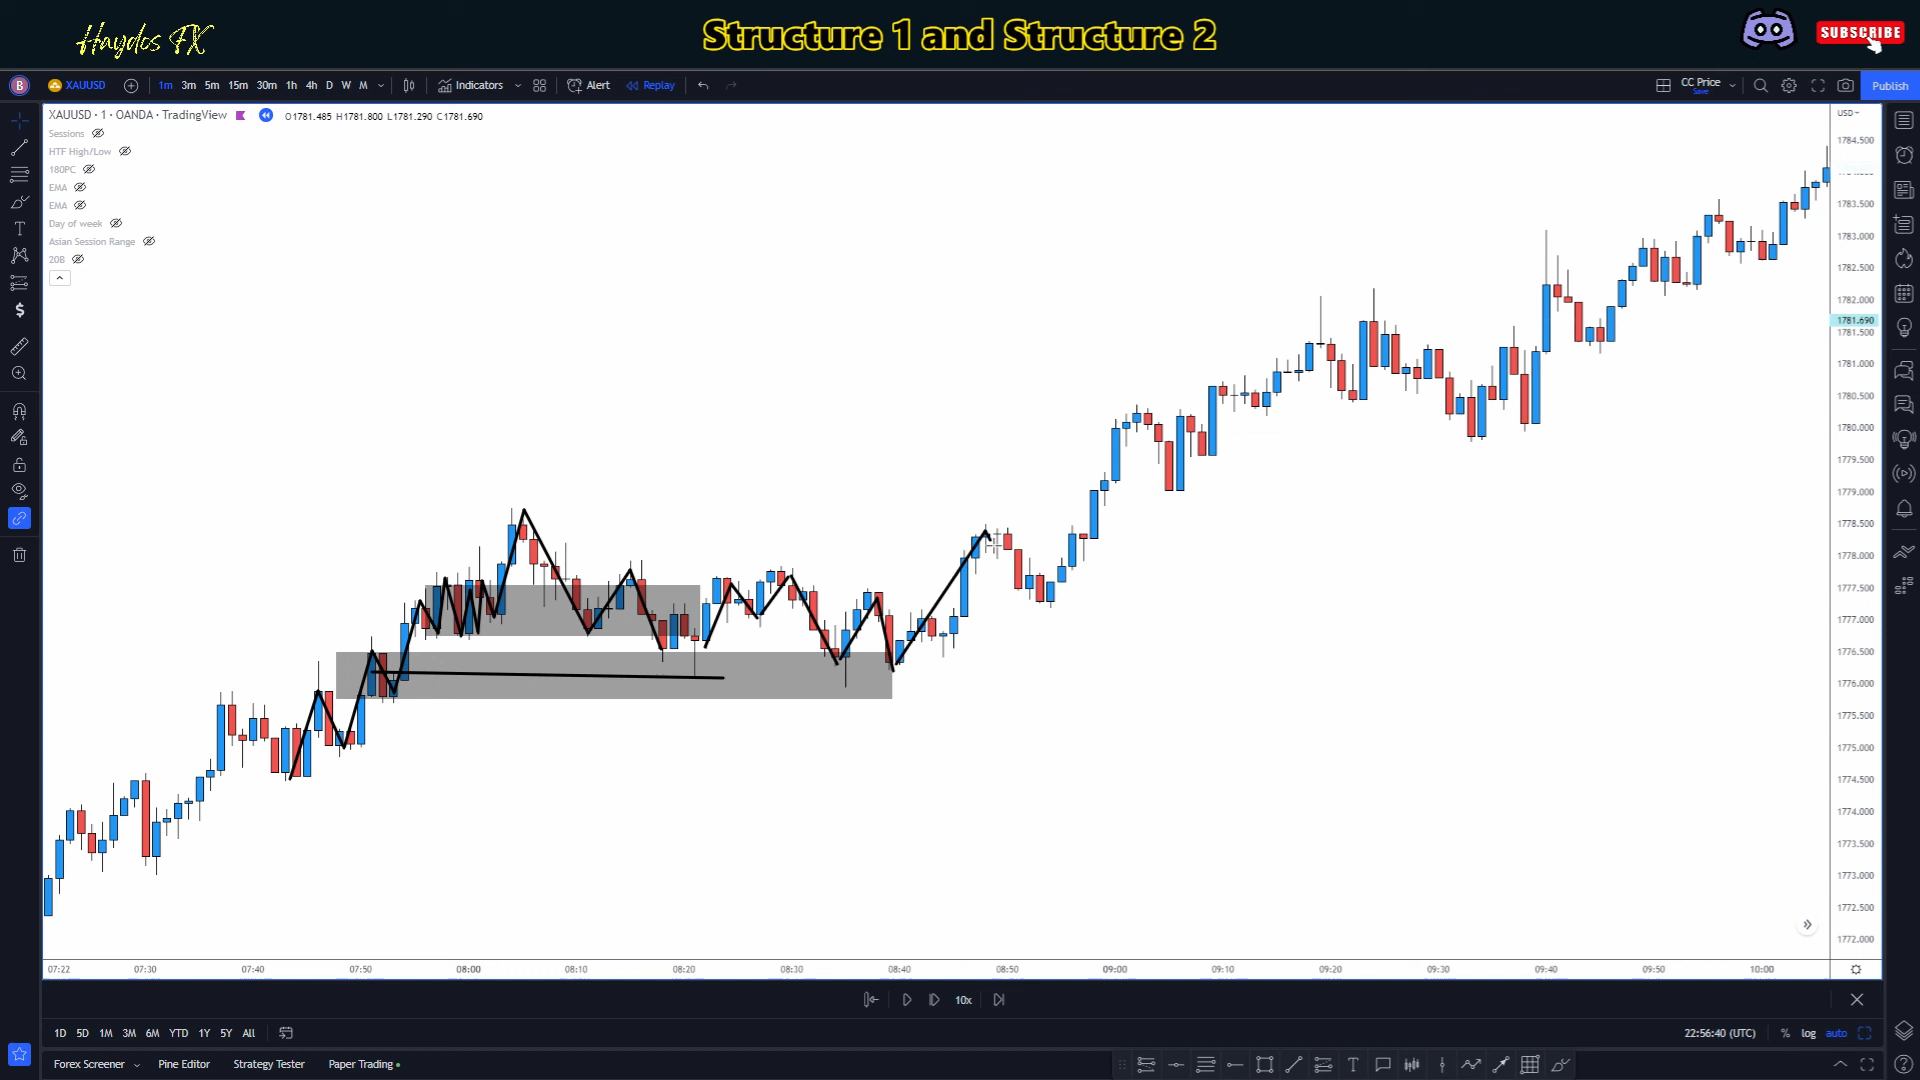 Haydos FX
Structure 1 and Structure 2
SUBSCRIBE
B XAUUSD 1m 3m 5m 15m 30m 1h 4h D W M Indicators Alert Replay CC Price Save Publish
XAUUSD · 1 · OANDA · TradingView O1781.485 H1781.800 L1781.290 C1781.690
USD
Sessions
HTF High/Low
180PC
EMA
EMA
Day of week
Asian Session Range
20B
1784.500
1783.500
1783.000
1782.500
1782.000
1781.690
1781.500
1781.000
1780.500
1780.000
1779.500
1779.000
1778.500
1778.000
1777.500
1777.000
1776.500
1776.000
1775.500
1775.000
1774.500
1774.000
1773.500
1773.000
1772.500
1772.000
07:22 07:30 07:40 07:50 08:00 08:10 08:20 08:30 08:40 08:50 09:00 09:10 09:20 09:30 09:40 09:50 10:00
10x
1D 5D 1M 3M 6M YTD 1Y 5Y All 22:56:40 (UTC) % log auto
Forex Screener Pine Editor Strategy Tester Paper Trading